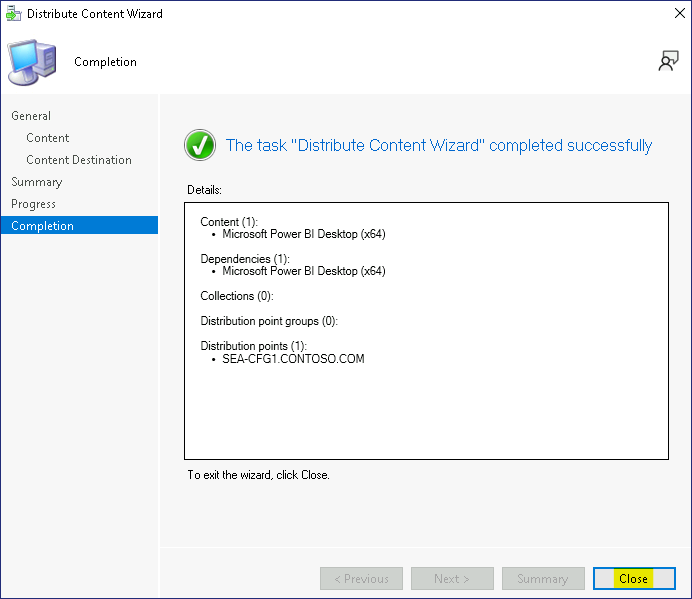 Distribute Content Wizard
Completion
General
Content
Content Destination
Summary
Progress
Completion
The task "Distribute Content Wizard" completed successfully
Details:
Content (1):
• Microsoft Power BI Desktop (x64)
Dependencies (1):
• Microsoft Power BI Desktop (x64)
Collections (0):
Distribution point groups (0):
Distribution points (1):
• SEA-CFG1.CONTOSO.COM
To exit the wizard, click Close.
< Previous Next > Summary Close